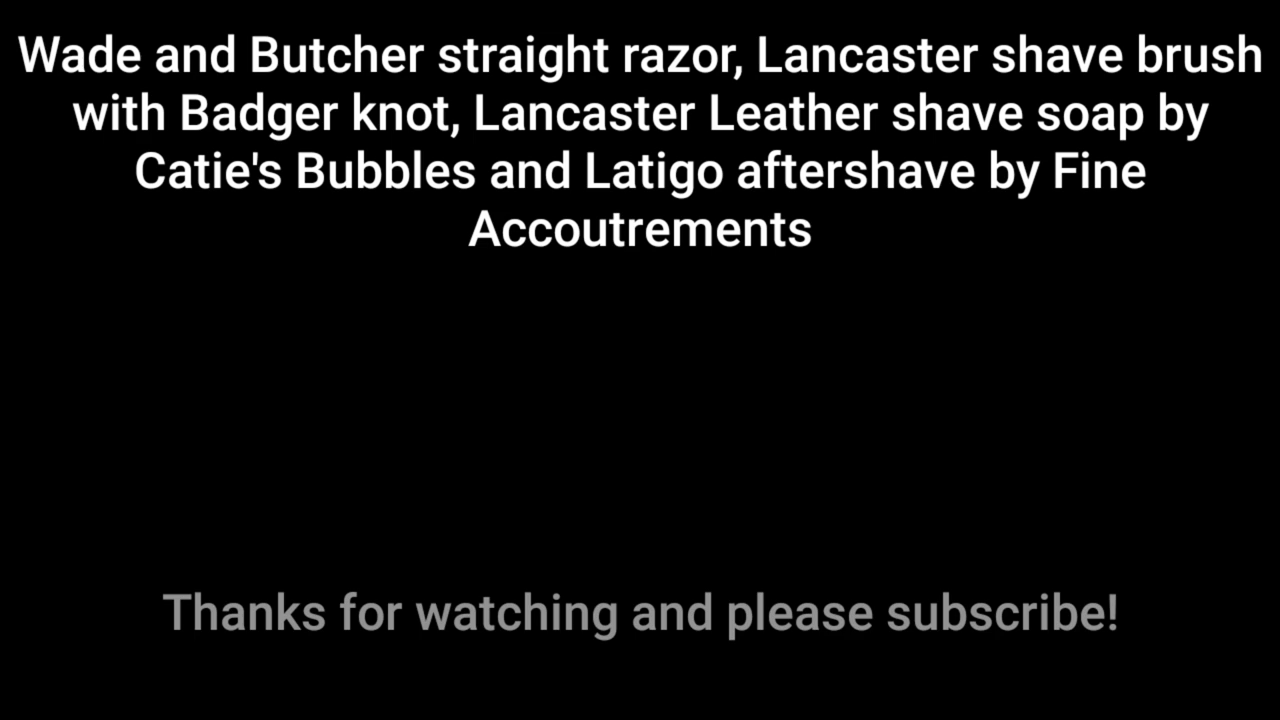 Wade and Butcher straight razor, Lancaster shave brush
with Badger knot, Lancaster Leather shave soap by
Catie's Bubbles and Latigo aftershave by Fine
Accoutrements
Thanks for watching and please subscribe!